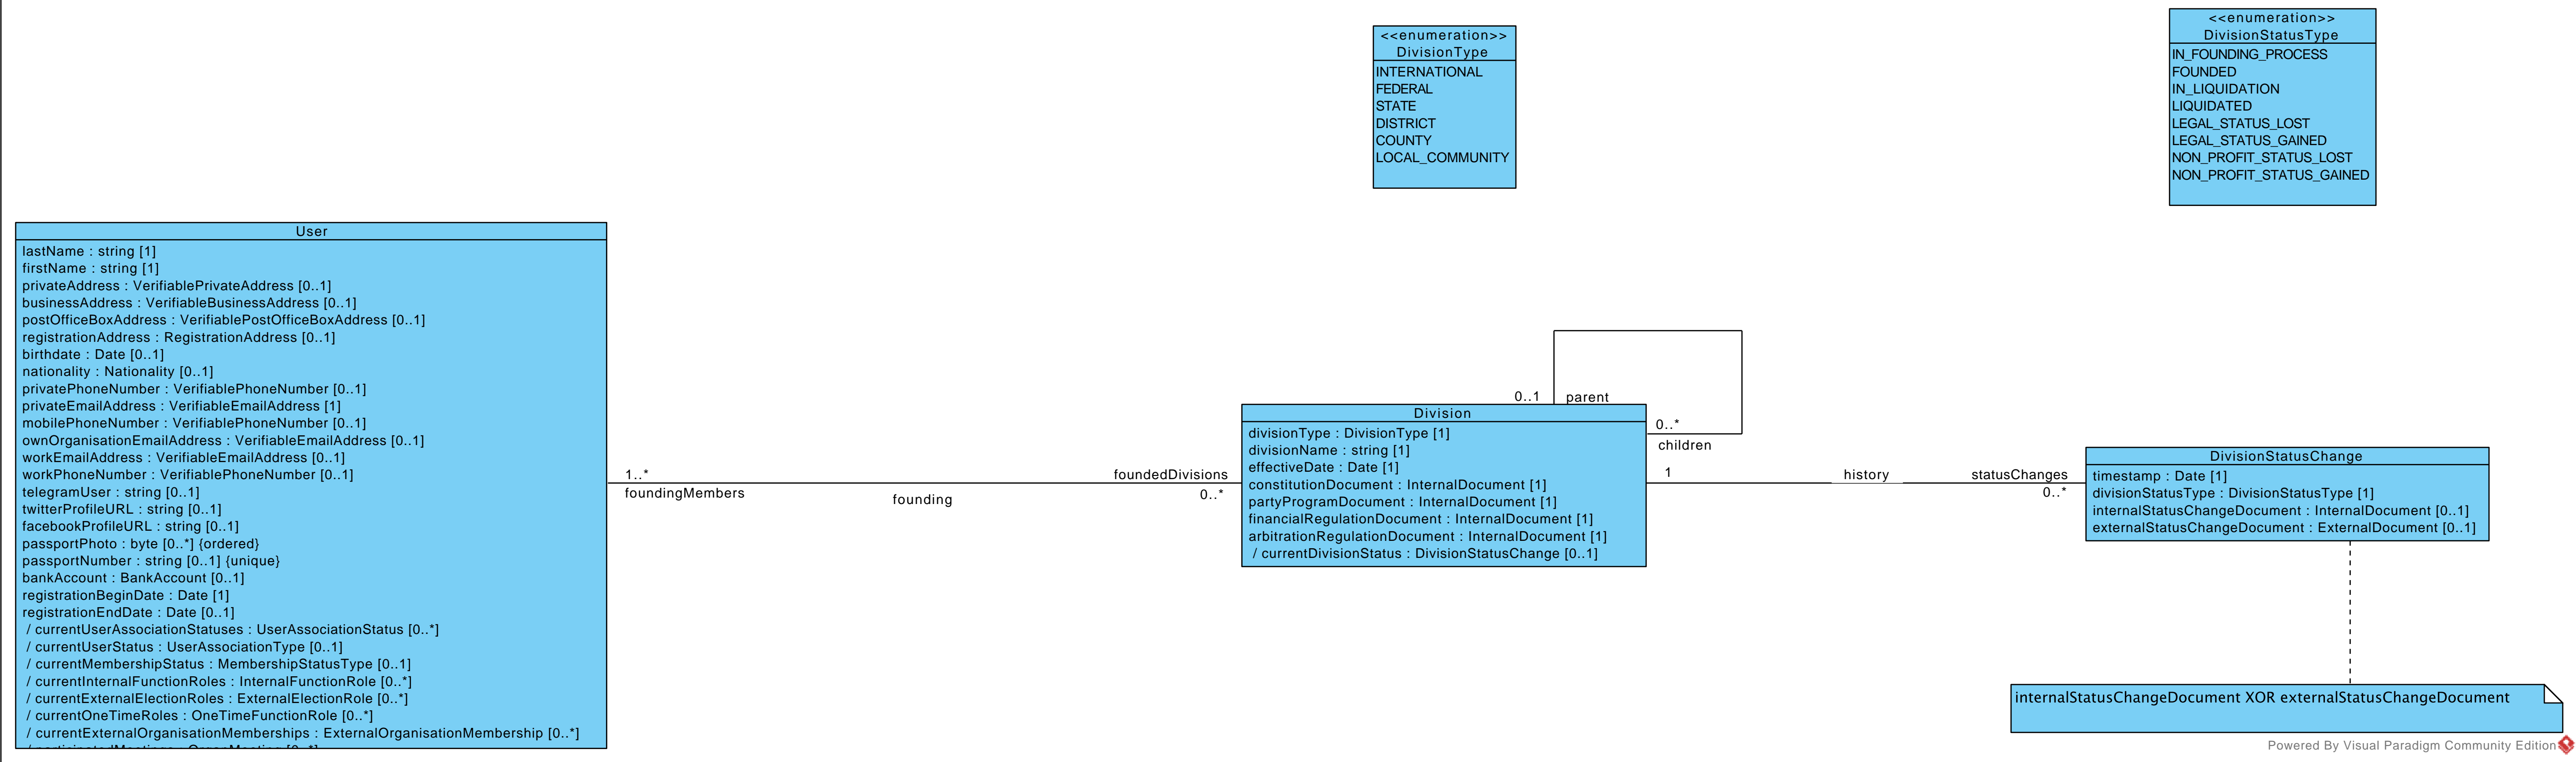 <<enumeration>>
DivisionType
INTERNATIONAL
FEDERAL
STATE
DISTRICT
COUNTY
LOCAL_COMMUNITY
<<enumeration>>
DivisionStatusType
IN_FOUNDING_PROCESS
FOUNDED
IN_LIQUIDATION
LIQUIDATED
LEGAL_STATUS_LOST
LEGAL_STATUS_GAINED
NON_PROFIT_STATUS_LOST
NON_PROFIT_STATUS_GAINED
User
lastName : string [1]
firstName : string [1]
privateAddress : VerifiablePrivateAddress [0..1]
businessAddress : VerifiableBusinessAddress [0..1]
postOfficeBoxAddress : VerifiablePostOfficeBoxAddress [0..1]
registrationAddress : RegistrationAddress [0..1]
birthdate : Date [0..1]
nationality : Nationality [0..1]
privatePhoneNumber : VerifiablePhoneNumber [0..1]
privateEmailAddress : VerifiableEmailAddress [1]
mobilePhoneNumber : VerifiablePhoneNumber [0..1]
ownOrganisationEmailAddress : VerifiableEmailAddress [0..1]
workEmailAddress : VerifiableEmailAddress [0..1]
workPhoneNumber : VerifiablePhoneNumber [0..1]
telegramUser : string [0..1]
twitterProfileURL : string [0..1]
facebookProfileURL : string [0..1]
passportPhoto : byte [0..*] {ordered}
passportNumber : string [0..1] {unique}
bankAccount : BankAccount [0..1]
registrationBeginDate : Date [1]
registrationEndDate : Date [0..1]
/ currentUserAssociationStatuses : UserAssociationStatus [0..*]
/ currentUserStatus : UserAssociationType [0..1]
/ currentMembershipStatus : MembershipStatusType [0..1]
/ currentInternalFunctionRoles : InternalFunctionRole [0..*]
/ currentExternalElectionRoles : ExternalElectionRole [0..*]
/ currentOneTimeRoles : OneTimeFunctionRole [0..*]
/ currentExternalOrganisationMemberships : ExternalOrganisationMembership [0..*]
1..*
foundingMembers
founding
foundedDivisions
0..*
0..1
parent
0..*
children
Division
divisionType : DivisionType [1]
divisionName : string [1]
effectiveDate : Date [1]
constitutionDocument : InternalDocument [1]
partyProgramDocument : InternalDocument [1]
financialRegulationDocument : InternalDocument [1]
arbitrationRegulationDocument : InternalDocument [1]
/ currentDivisionStatus : DivisionStatusChange [0..1]
1
history
statusChanges
0..*
DivisionStatusChange
timestamp : Date [1]
divisionStatusType : DivisionStatusType [1]
internalStatusChangeDocument : InternalDocument [0..1]
externalStatusChangeDocument : ExternalDocument [0..1]
internalStatusChangeDocument XOR externalStatusChangeDocument
Powered By Visual Paradigm Community Edition